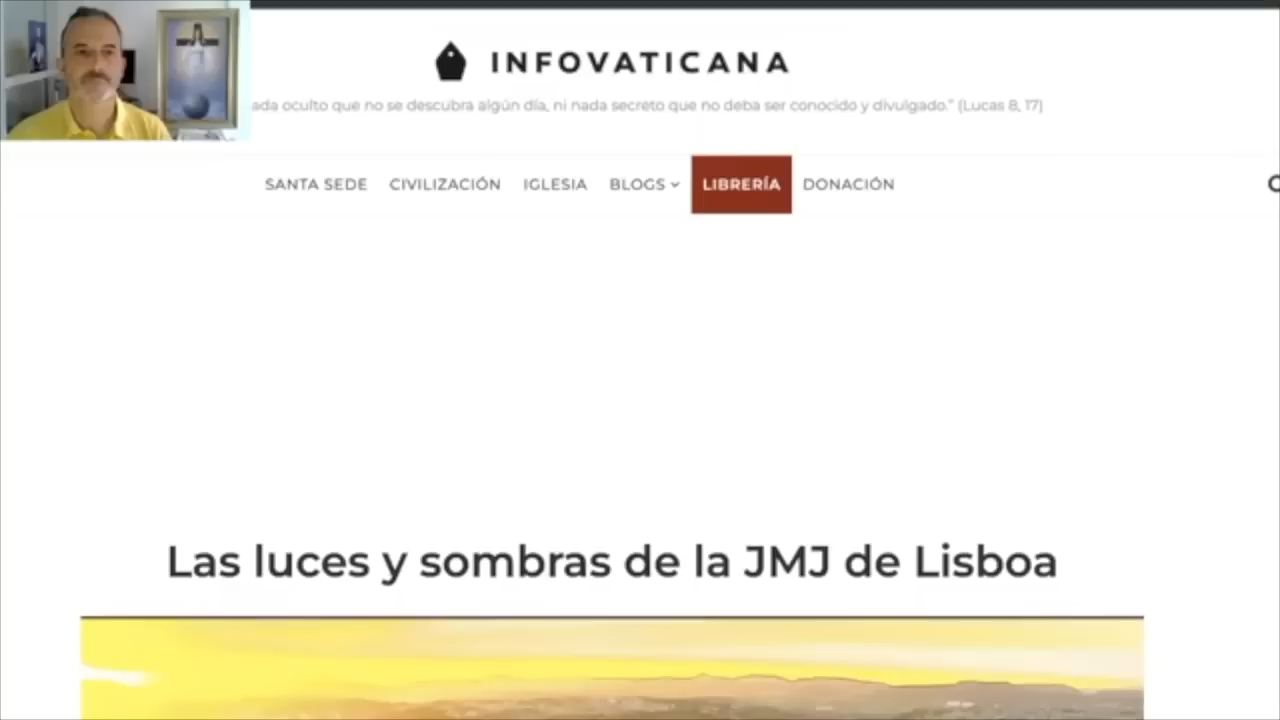 INFOVATICANA
oculto que no se descubra algún día, ni nada secreto que no deba ser conocido y divulgado.” (Lucas 8, 17)
SANTA SEDE CIVILIZACIÓN IGLESIA BLOGS LIBRERÍA DONACIÓN
Las luces y sombras de la JMJ de Lisboa